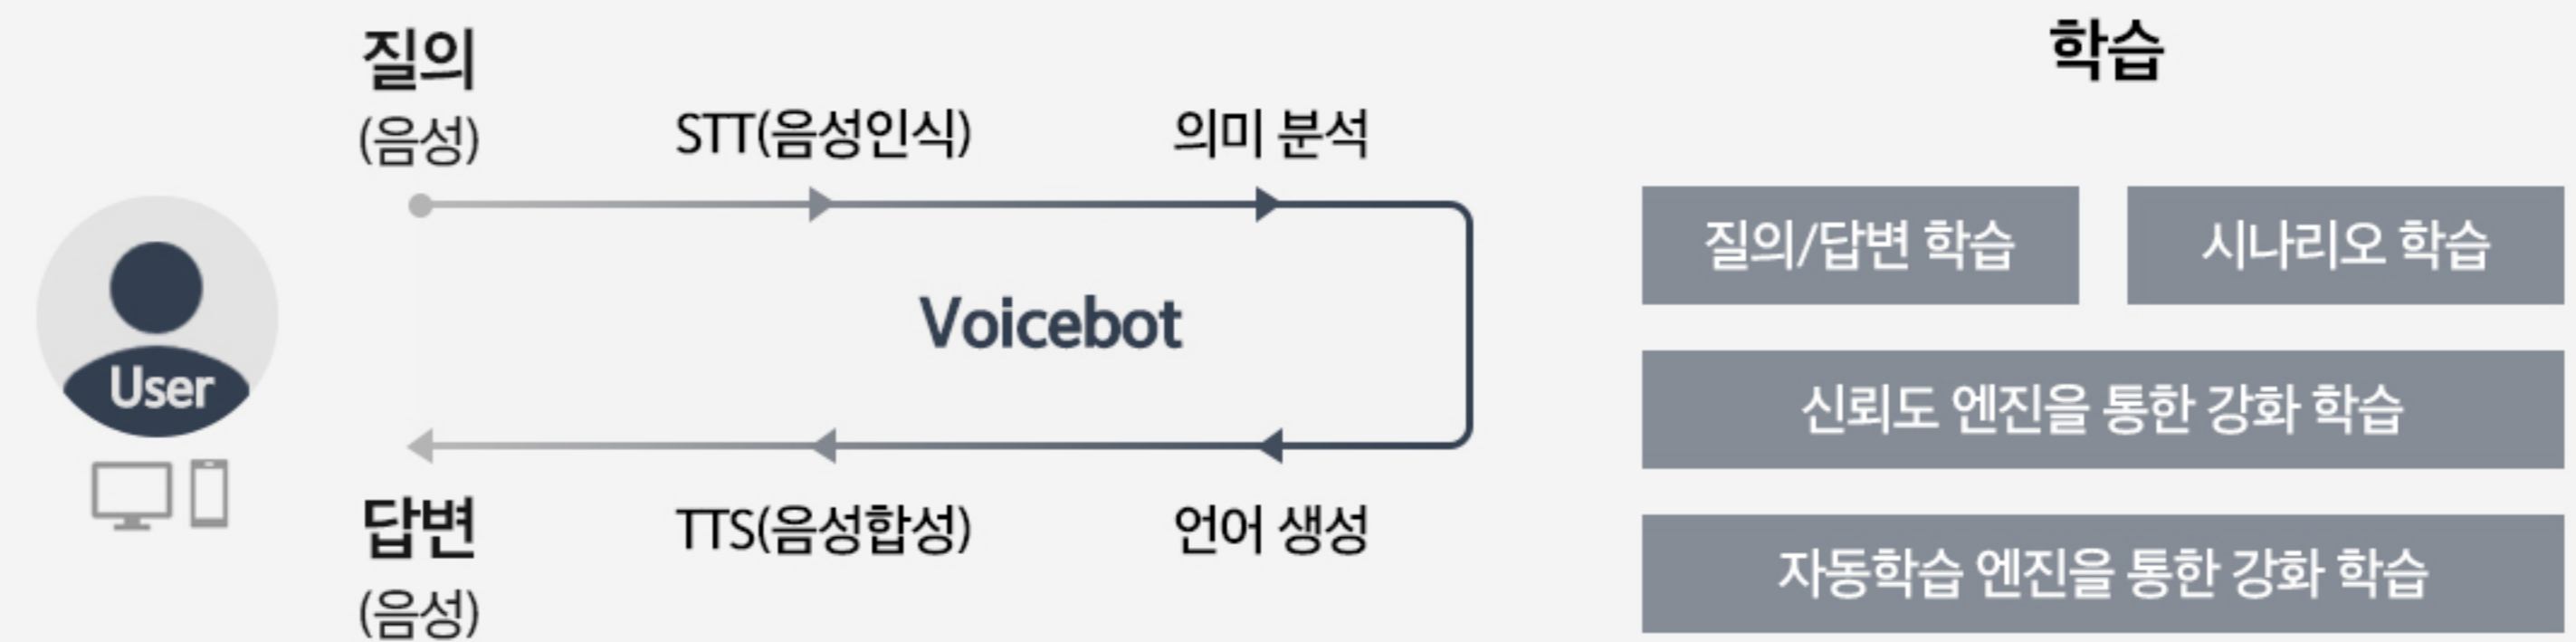 질의
(음성)
STT(음성인식)
의미 분석
Voicebot
User
답변
(음성)
TTS(음성합성)
언어 생성
학습
질의/답변 학습
시나리오 학습
신뢰도 엔진을 통한 강화 학습
자동학습 엔진을 통한 강화 학습